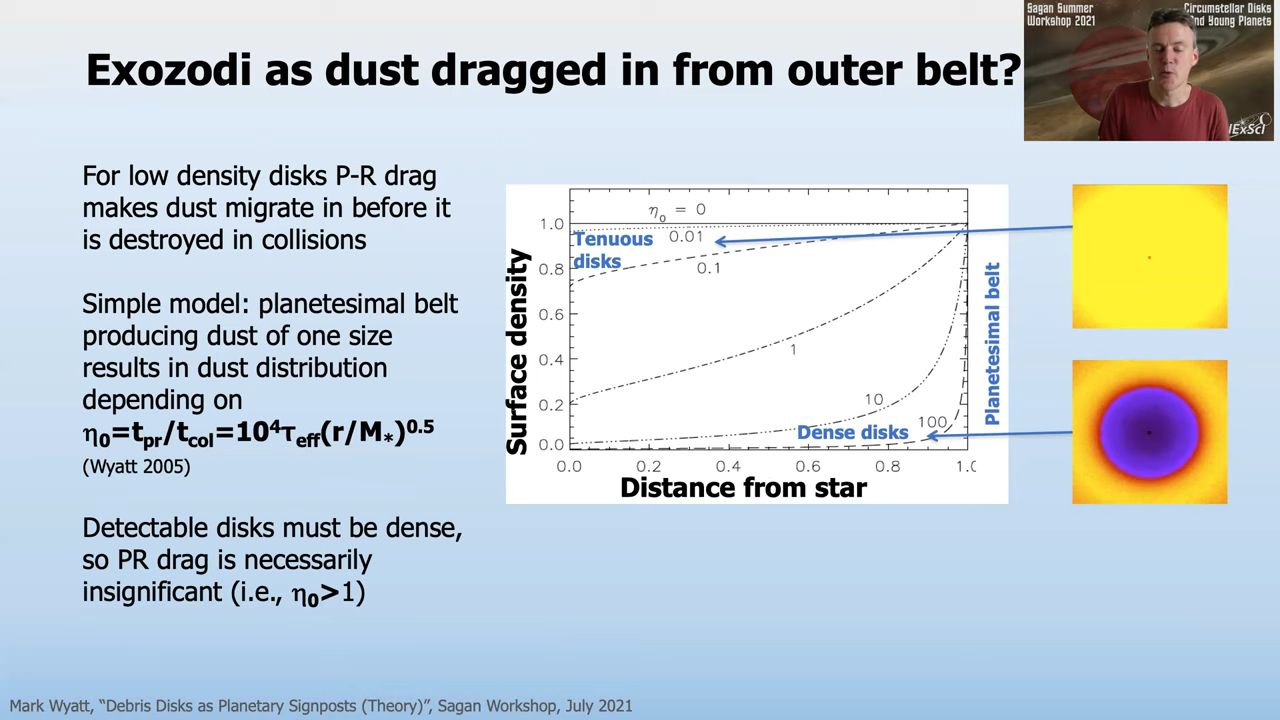 Sagan Summer
Workshop 2021
Circumstellar Disks
And Young Planets
NExScI
Exozodi as dust dragged in from outer belt?
For low density disks P-R drag
makes dust migrate in before it
is destroyed in collisions
Simple model: planetesimal belt
producing dust of one size
results in dust distribution
depending on
η₀=tpr/tcol=10⁴τeff(r/M*)⁰·⁵
(Wyatt 2005)
Detectable disks must be dense,
so PR drag is necessarily
insignificant (i.e., η₀>1)
Surface density
1.0
0.8
0.6
0.4
0.2
0.0
η₀ = 0
Tenuous 0.01
disks
0.1
1
10
100
Dense disks
Planetesimal belt
0.0 0.2 0.4 0.6 0.8 1.0
Distance from star
Mark Wyatt, “Debris Disks as Planetary Signposts (Theory)”, Sagan Workshop, July 2021